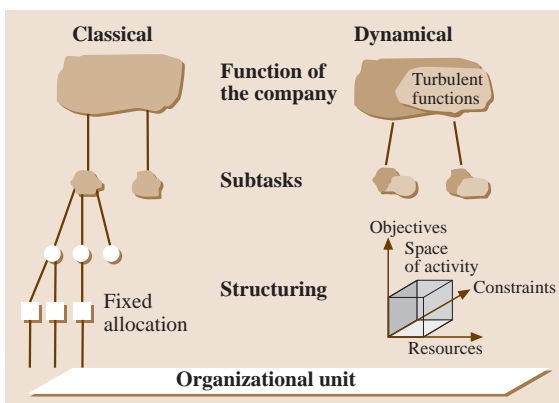 Classical
Dynamical
Function of
the company
Turbulent
functions
Subtasks
Objectives
Space
of activity
Constraints
Structuring
Fixed
allocation
Resources
Organizational unit